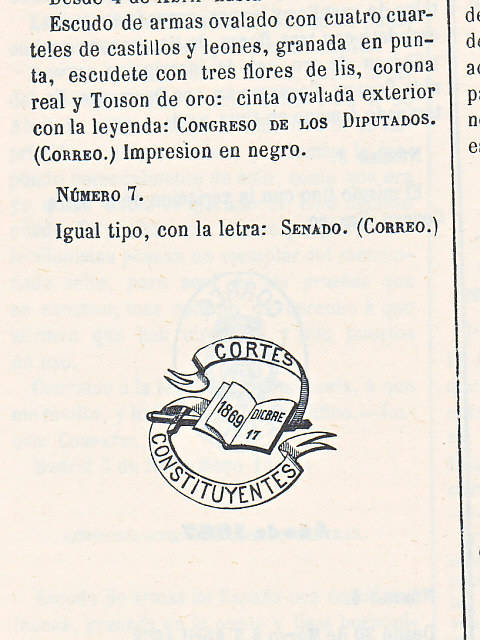 Escudo de armas ovalado con cuatro cuar-
teles de castillos y leones, granada en pun-
ta, escudete con tres flores de lis, corona
real y Toison de oro: cinta ovalada exterior
con la leyenda: CONGRESO DE LOS DIPUTADOS.
(CORREO.) Impresion en negro.
NÚMERO 7.
Igual tipo, con la letra: SENADO. (CORREO.)
CORTES
1869 DICBRE
17
CONSTITUYENTES